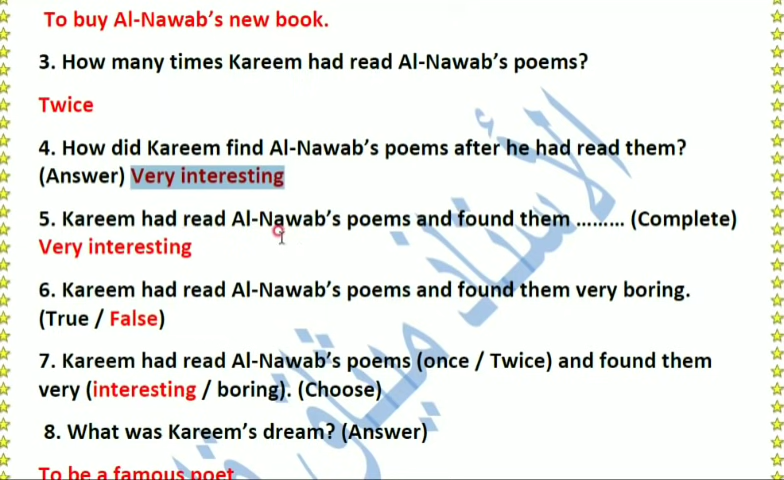 To buy Al-Nawab's new book.
3. How many times Kareem had read Al-Nawab's poems?
Twice
4. How did Kareem find Al-Nawab's poems after he had read them?
(Answer) Very interesting
5. Kareem had read Al-Nawab's poems and found them ……… (Complete)
Very interesting
6. Kareem had read Al-Nawab's poems and found them very boring.
(True / False)
7. Kareem had read Al-Nawab's poems (once / Twice) and found them
very (interesting / boring). (Choose)
8. What was Kareem's dream? (Answer)
To be a famous poet
الأستاذ